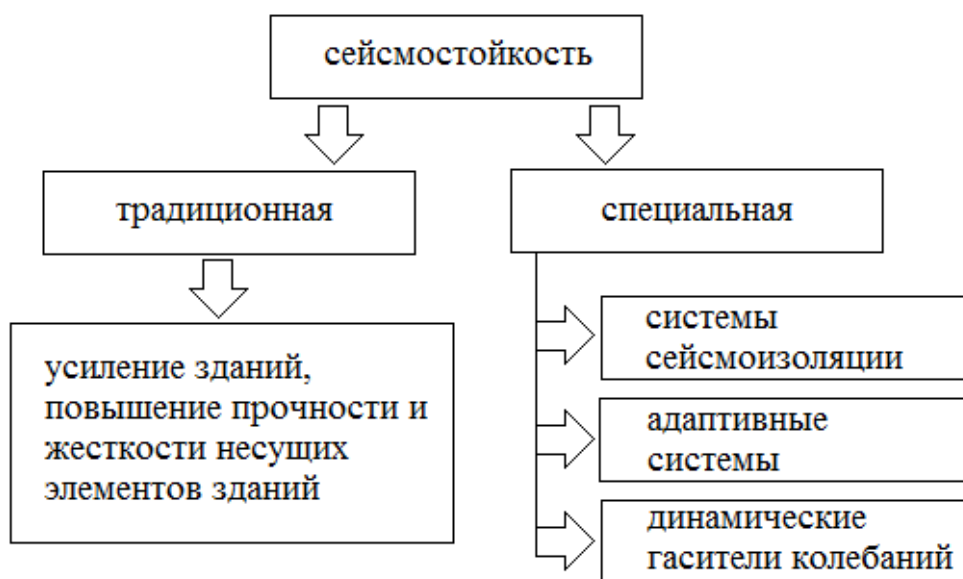 сейсмостойкость
традиционная
специальная
усиление зданий,
повышение прочности и
жесткости несущих
элементов зданий
системы
сейсмоизоляции
адаптивные
системы
динамические
гасители колебаний